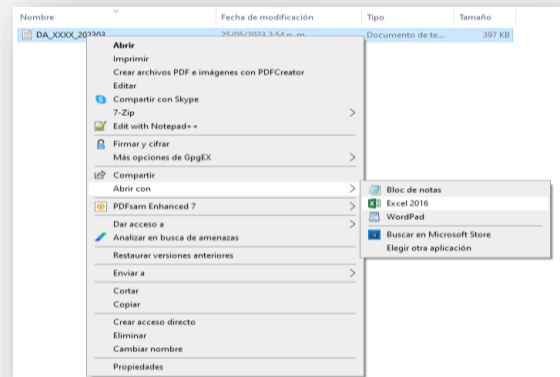 Nombre Fecha de modificación Tipo Tamaño
DA_XXXX_202303 25/05/2023 2:54 p. m. Documento de te... 397 KB
Abrir
Imprimir
Crear archivos PDF e imágenes con PDFCreator
Editar
Compartir con Skype
7-Zip
Edit with Notepad++
Firmar y cifrar
Más opciones de GpgEX
Compartir
Abrir con
PDFsam Enhanced 7
Dar acceso a
Analizar en busca de amenazas
Restaurar versiones anteriores
Enviar a
Cortar
Copiar
Crear acceso directo
Eliminar
Cambiar nombre
Propiedades
Bloc de notas
Excel 2016
WordPad
Buscar en Microsoft Store
Elegir otra aplicación